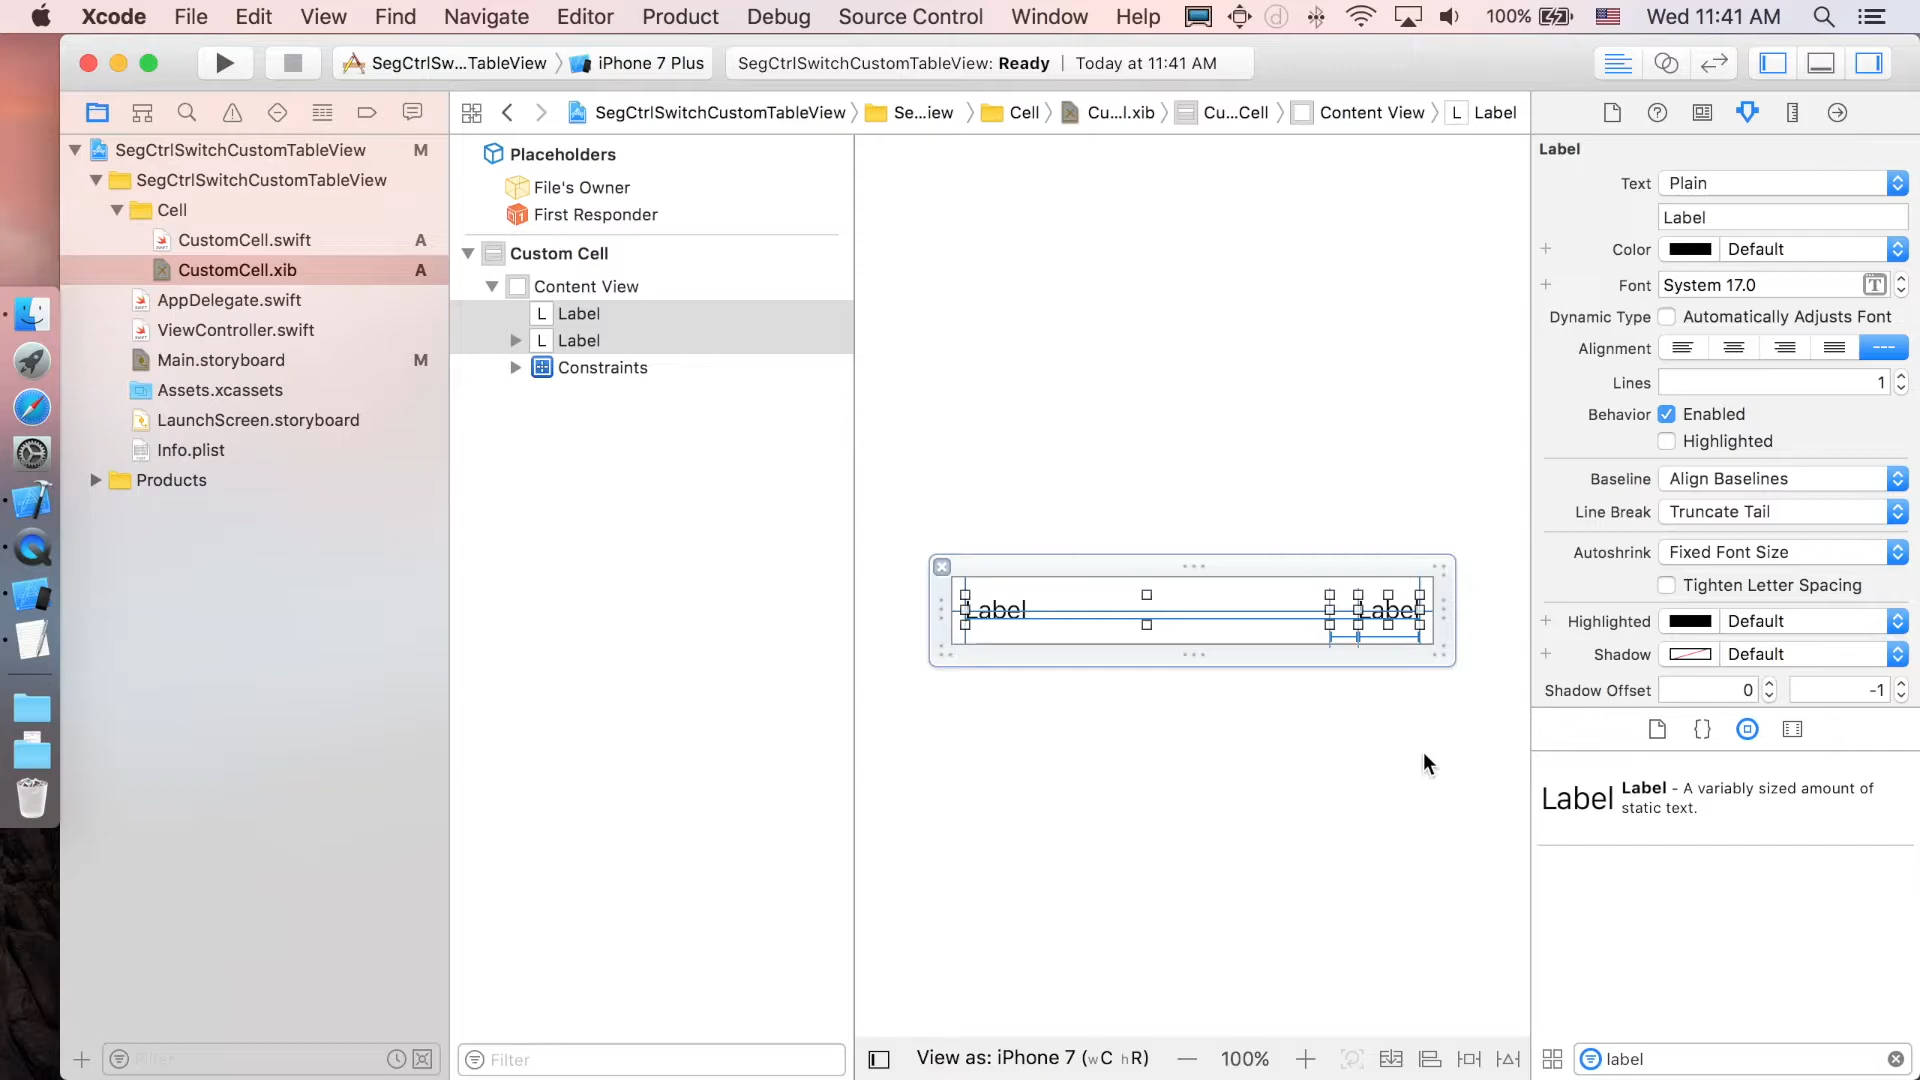 Xcode File Edit View Find Navigate Editor Product Debug Source Control Window Help 100% Wed 11:41 AM
SegCtrlSw...TableView iPhone 7 Plus SegCtrlSwitchCustomTableView: Ready | Today at 11:41 AM
SegCtrlSwitchCustomTableView Se...iew Cell Cu...l.xib Cu...Cell Content View L Label
SegCtrlSwitchCustomTableView M
SegCtrlSwitchCustomTableView
Cell
CustomCell.swift A
CustomCell.xib A
AppDelegate.swift
ViewController.swift
Main.storyboard M
Assets.xcassets
LaunchScreen.storyboard
Info.plist
Products
Filter
Placeholders
File's Owner
First Responder
Custom Cell
Content View
L Label
L Label
Constraints
Filter
Label Label
View as: iPhone 7 (wC hR) 100%
Label
Text Plain
Label
Color Default
Font System 17.0
Dynamic Type Automatically Adjusts Font
Alignment
Lines 1
Behavior Enabled
Highlighted
Baseline Align Baselines
Line Break Truncate Tail
Autoshrink Fixed Font Size
Tighten Letter Spacing
Highlighted Default
Shadow Default
Shadow Offset 0 -1
Label Label - A variably sized amount of
static text.
label